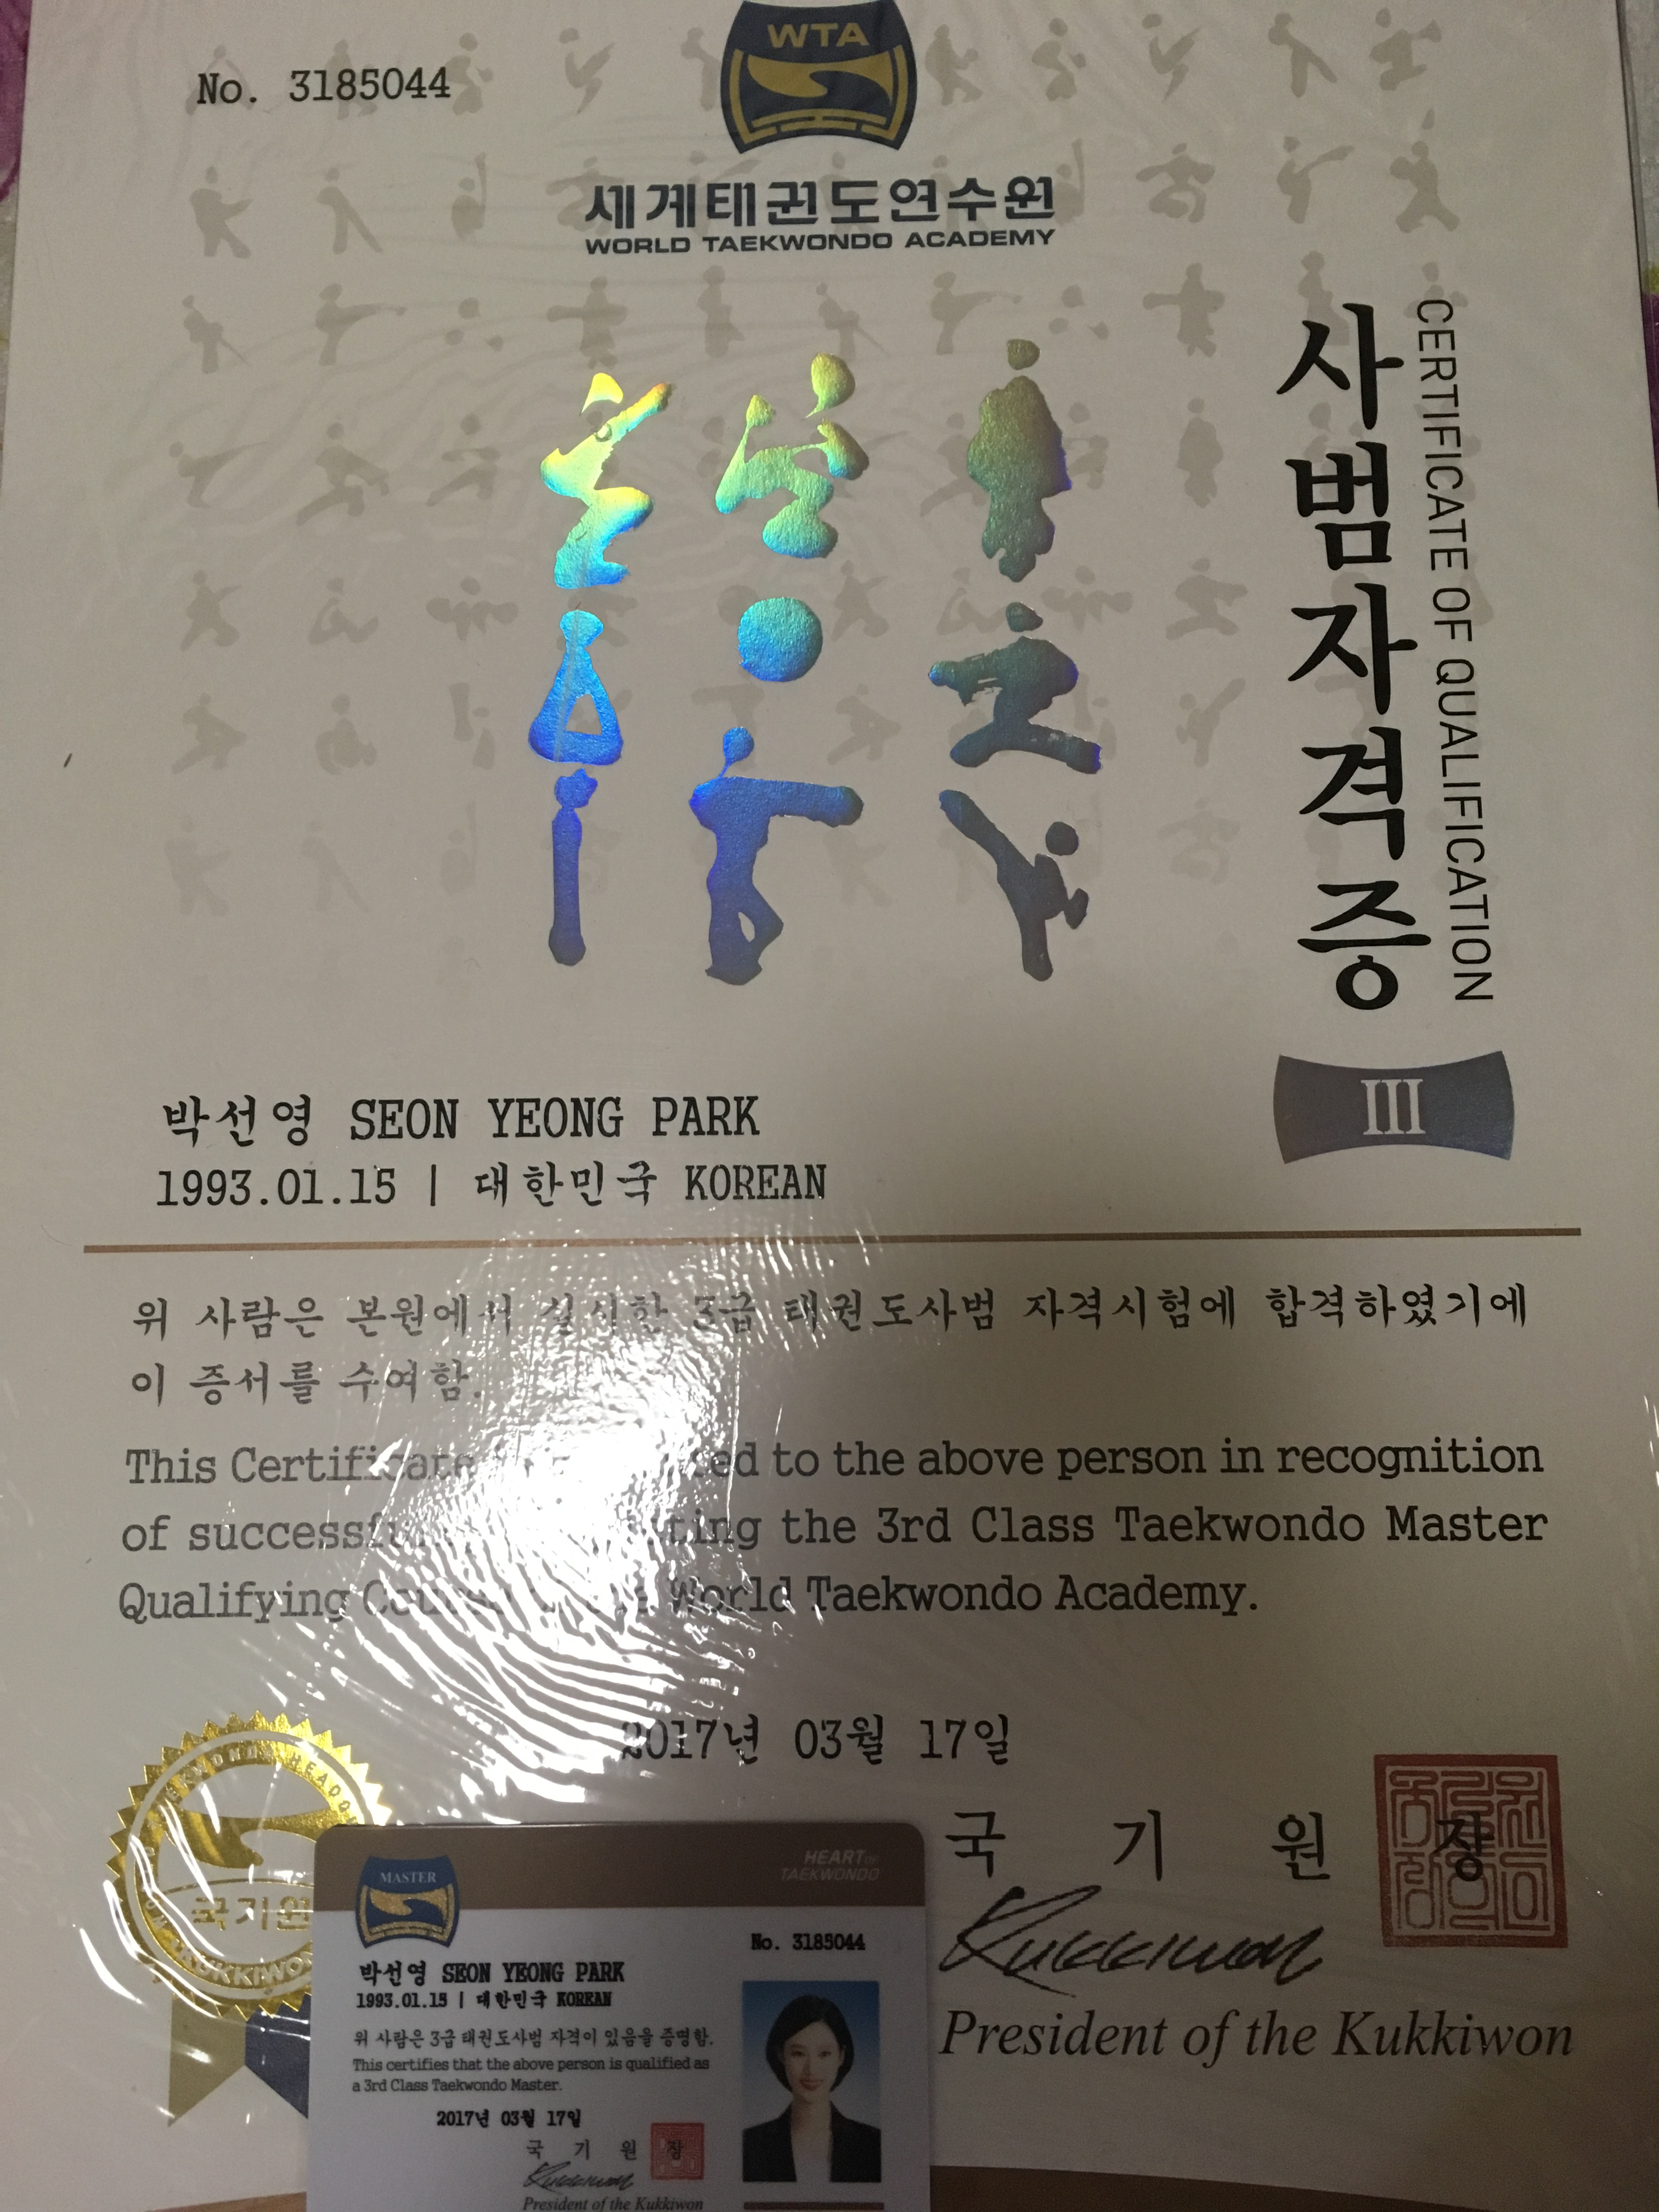 No. 3185044
WTA
세계태권도연수원
WORLD TAEKWONDO ACADEMY
사범자격증
CERTIFICATE OF QUALIFICATION
III
박선영 SEON YEONG PARK
1993.01.15 | 대한민국 KOREAN
위 사람은 본원에서 실시한 3급 태권도사범 자격시험에 합격하였기에
이 증서를 수여함.
This Certificate to the above person in recognition
of the 3rd Class Taekwondo Master
Qualifying Course World Taekwondo Academy.
2017년 03월 17일
국 기 원 장
Kukkiwon
President of the Kukkiwon
국기원
KUKKIWON
MASTER
HEART OF
TAEKWONDO
No. 3185044
박선영 SEON YEONG PARK
1993.01.15 | 대한민국 KOREAN
위 사람은 3급 태권도사범 자격이 있음을 증명함.
This certifies that the above person is qualified as
a 3rd Class Taekwondo Master.
2017년 03월 17일
국 기 원 장
Kukkiwon
President of the Kukkiwon